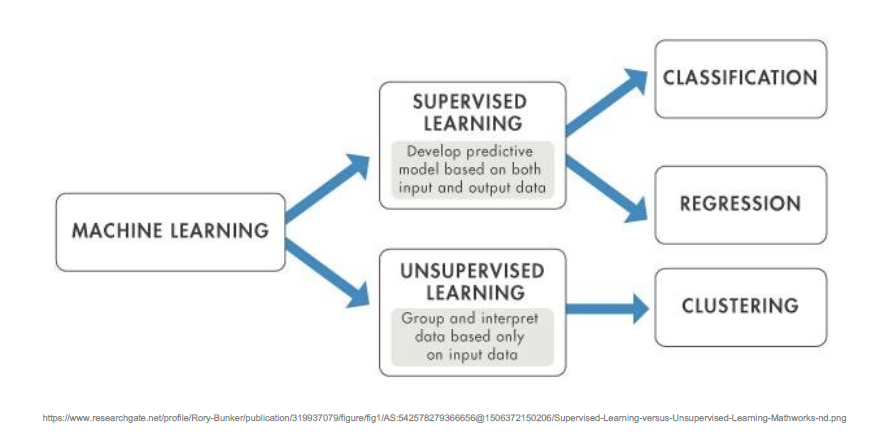 CLASSIFICATION
SUPERVISED
LEARNING
Develop predictive
model based on both
input and output data
REGRESSION
MACHINE LEARNING
UNSUPERVISED
LEARNING
Group and interpret
data based only
on input data
CLUSTERING
https://www.researchgate.net/profile/Rory-Bunker/publication/319937079/figure/fig1/AS:542578279366656@1506372150206/Supervised-Learning-versus-Unsupervised-Learning-Mathworks-nd.png